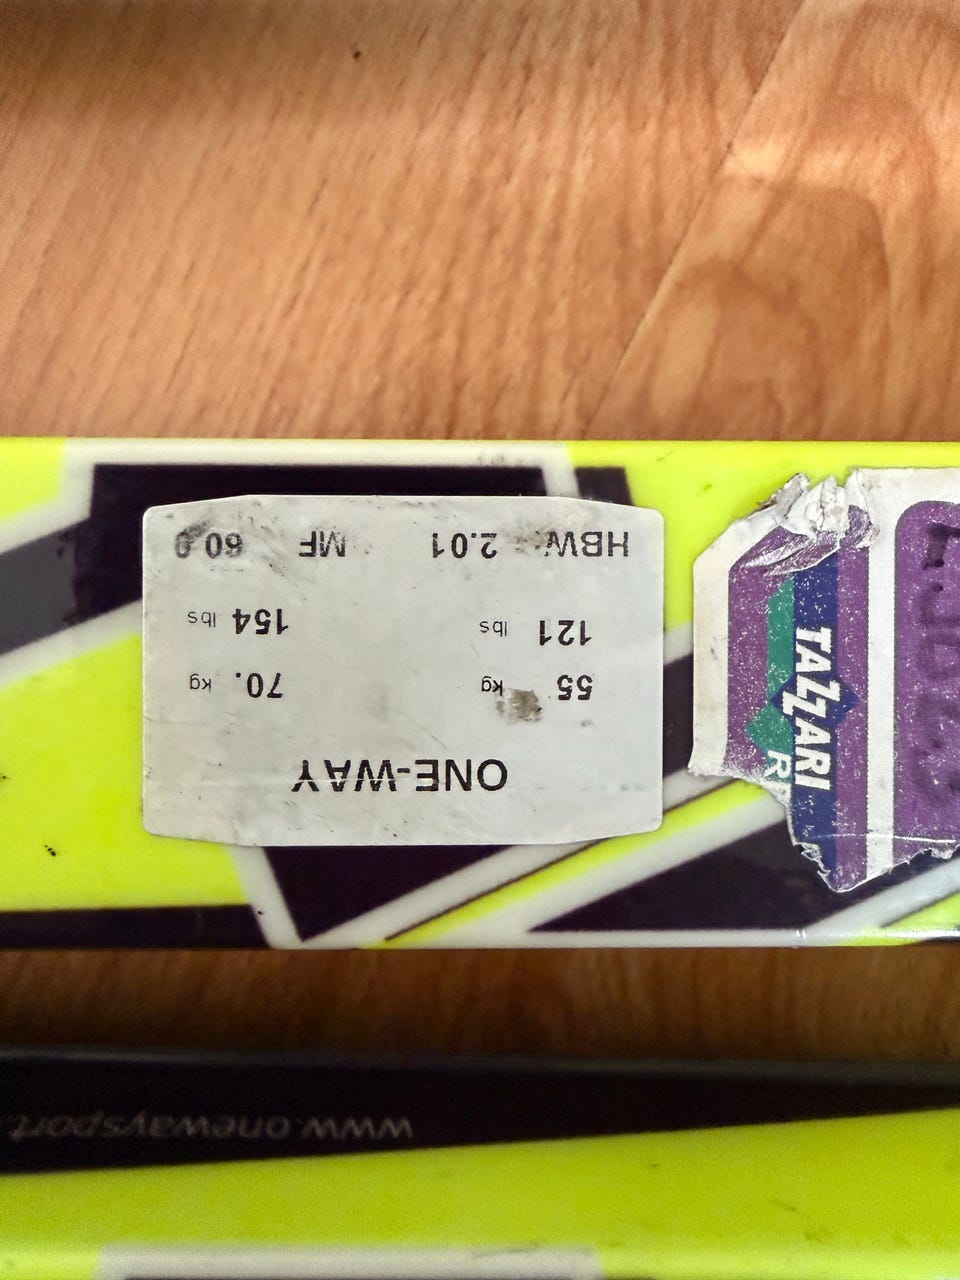 ONE-WAY
55 kg 70. kg
121 lbs 154 lbs
HBW 2.01 MF 60.0
TAZZARI
R
www.onewaysport.